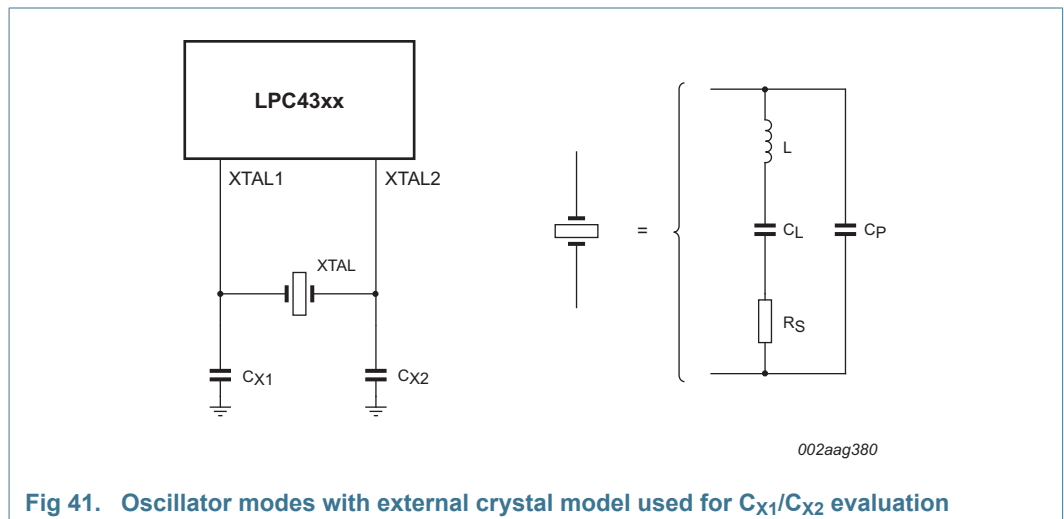 LPC43xx
XTAL1
XTAL2
XTAL
CX1
CX2
=
L
CL
CP
RS
002aag380
Fig 41. Oscillator modes with external crystal model used for CX1/CX2 evaluation